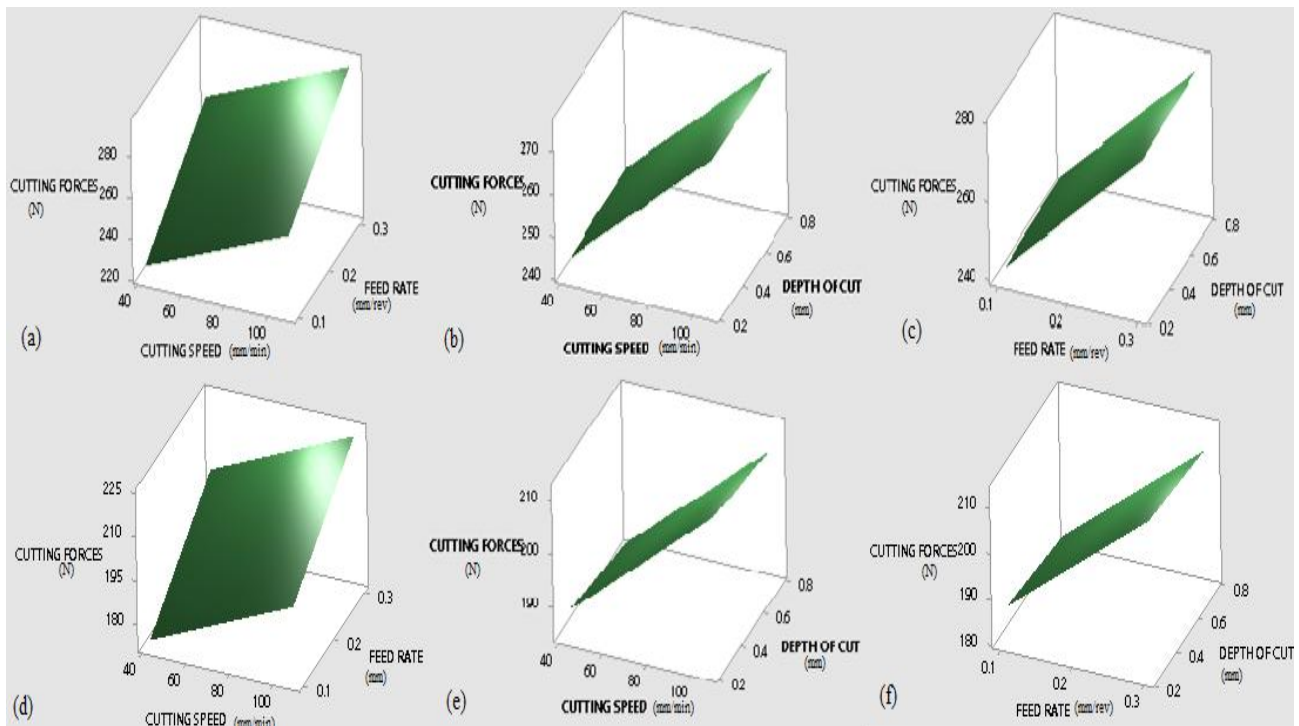 280
260
240
220
CUTTING FORCES
(N)
40
60
80
100
CUTTING SPEED (mm/min)
0.1
0.2
0.3
FEED RATE
(mm/rev)
(a)
270
260
250
240
CUTTING FORCES
(N)
40
60
80
100
CUTTING SPEED (mm/min)
0.2
0.4
0.6
0.8
DEPTH OF CUT
(mm)
(b)
280
260
240
CUTTING FORCES
(N)
0.1
0.2
0.3
FEED RATE (mm/rev)
0.2
0.4
0.6
0.8
DEPTH OF CUT
(mm)
(c)
225
210
195
180
CUTTING FORCES
(N)
40
60
80
100
CUTTING SPEED (mm/min)
0.1
0.2
0.3
FEED RATE
(mm)
(d)
210
200
190
CUTTING FORCES
(N)
40
60
80
100
CUTTING SPEED (mm/min)
0.2
0.4
0.6
0.8
DEPTH OF CUT
(mm)
(e)
210
200
190
180
CUTTING FORCES
(N)
0.1
0.2
0.3
FEED RATE (mm/rev)
0.2
0.4
0.6
0.8
DEPTH OF CUT
(mm)
(f)